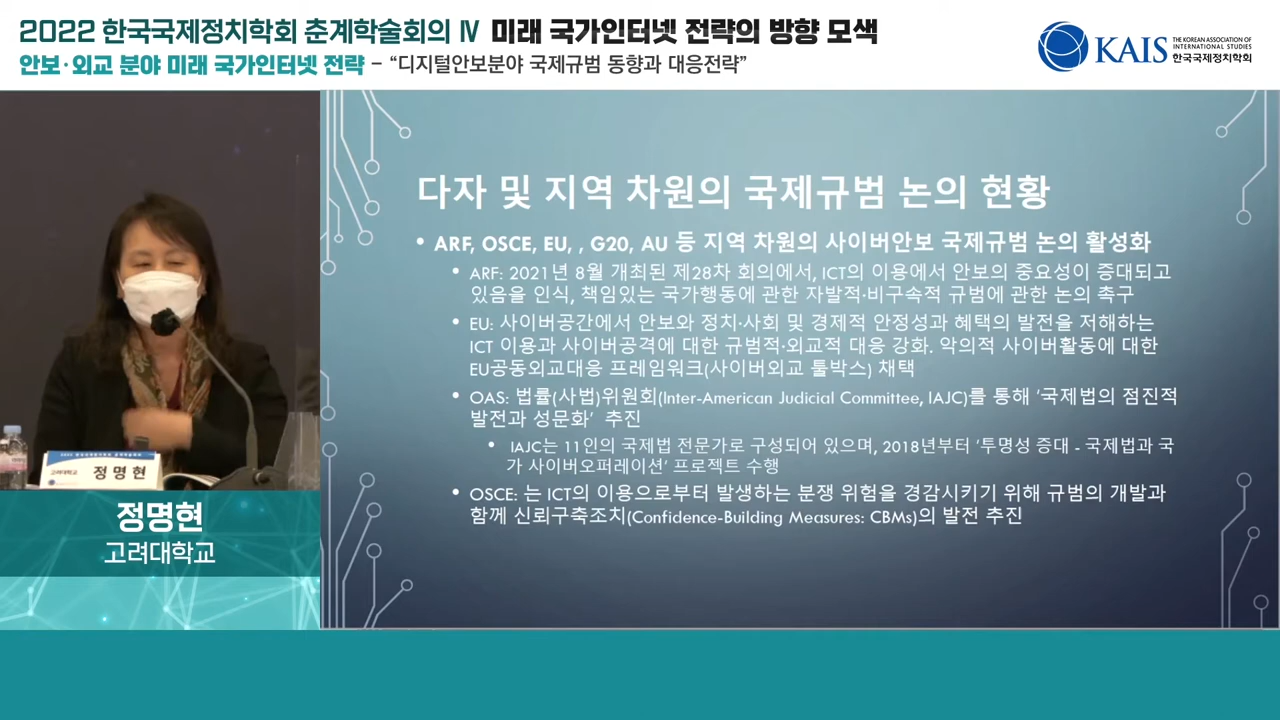 2022 한국국제정치학회 춘계학술회의 Ⅳ 미래 국가인터넷 전략의 방향 모색
안보·외교 분야 미래 국가인터넷 전략 - “디지털안보분야 국제규범 동향과 대응전략”
KAIS THE KOREAN ASSOCIATION OF
INTERNATIONAL STUDIES
한국국제정치학회
다자 및 지역 차원의 국제규범 논의 현황
• ARF, OSCE, EU, , G20, AU 등 지역 차원의 사이버안보 국제규범 논의 활성화
• ARF: 2021년 8월 개최된 제28차 회의에서, ICT의 이용에서 안보의 중요성이 증대되고
있음을 인식, 책임있는 국가행동에 관한 자발적·비구속적 규범에 관한 논의 촉구
• EU: 사이버공간에서 안보와 정치·사회 및 경제적 안정성과 혜택의 발전을 저해하는
ICT 이용과 사이버공격에 대한 규범적·외교적 대응 강화. 악의적 사이버활동에 대한
EU공동외교대응 프레임워크(사이버외교 툴박스) 채택
• OAS: 법률(사법)위원회(Inter-American Judicial Committee, IAJC)를 통해 ‘국제법의 점진적
발전과 성문화’ 추진
• IAJC는 11인의 국제법 전문가로 구성되어 있으며, 2018년부터 ‘투명성 증대 - 국제법과 국
가 사이버오퍼레이션’ 프로젝트 수행
• OSCE: 는 ICT의 이용으로부터 발생하는 분쟁 위험을 경감시키기 위해 규범의 개발과
함께 신뢰구축조치(Confidence-Building Measures: CBMs)의 발전 추진
고려대학교
정명현
정명현
고려대학교